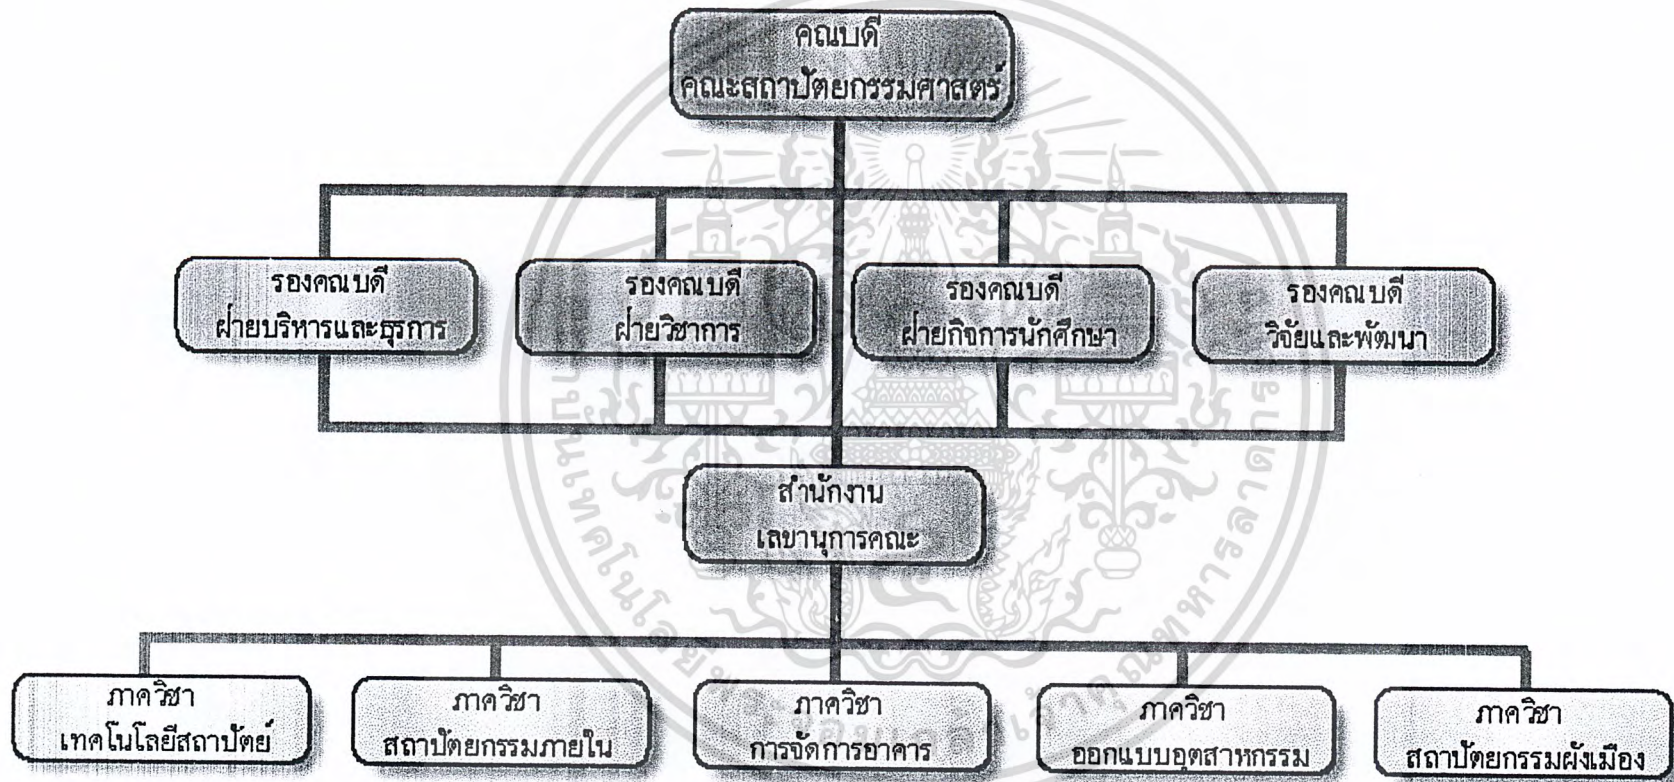 คณบดี
คณะสถาปัตยกรรมศาสตร์
รองคณบดี
ฝ่ายบริหารและธุรการ
รองคณบดี
ฝ่ายวิชาการ
รองคณบดี
ฝ่ายกิจการนักศึกษา
รองคณบดี
วิจัยและพัฒนา
สำนักงาน
เลขานุการคณะ
ภาควิชา
เทคโนโลยีสถาปัตย์
ภาควิชา
สถาปัตยกรรมภายใน
ภาควิชา
การจัดการอาคาร
ภาควิชา
ออกแบบอุตสาหกรรม
ภาควิชา
สถาปัตยกรรมผังเมือง